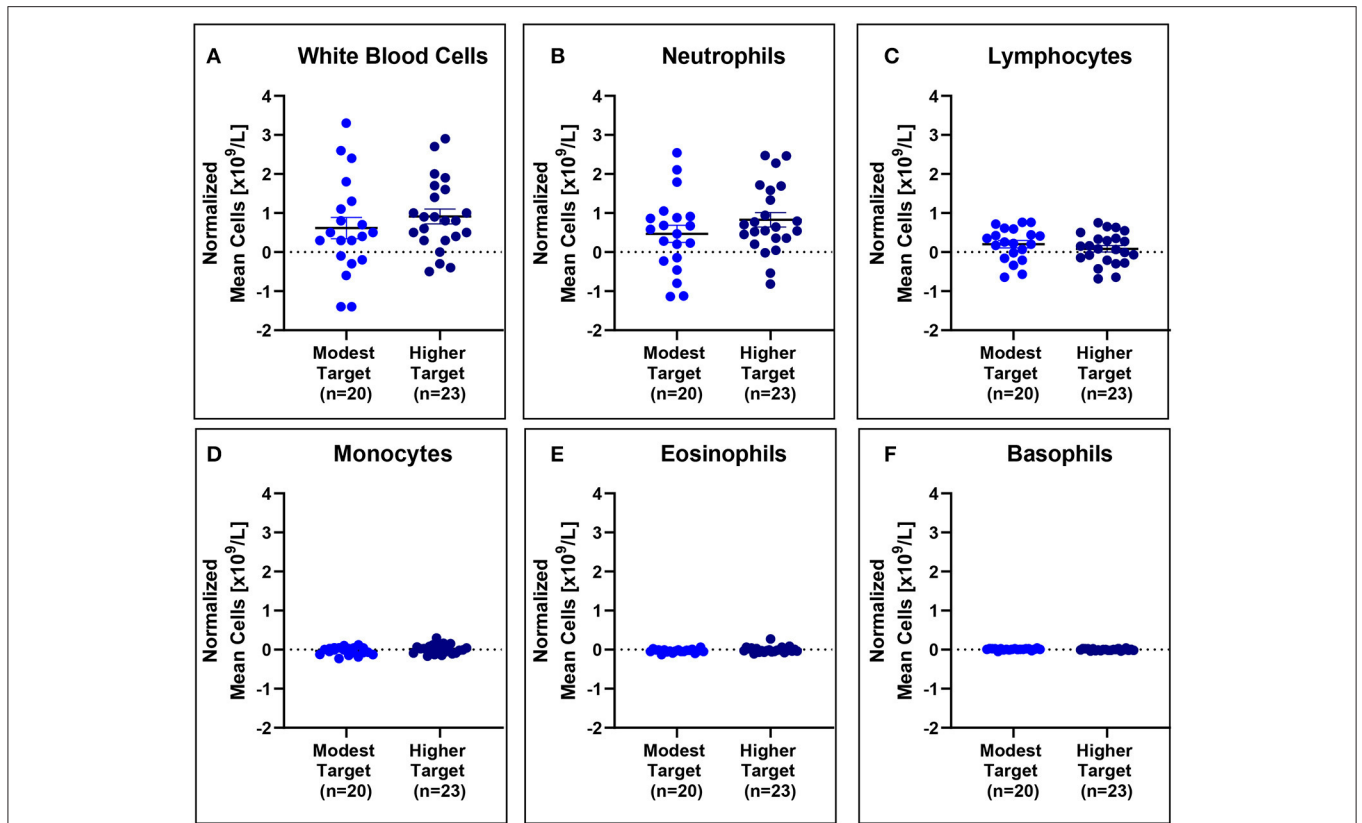 A White Blood Cells
Normalized
Mean Cells [x10⁹/L]
4
3
2
1
0
-1
-2
Modest
Target
(n=20)
Higher
Target
(n=23)
B Neutrophils
Normalized
Mean Cells [x10⁹/L]
4
3
2
1
0
-1
-2
Modest
Target
(n=20)
Higher
Target
(n=23)
C Lymphocytes
Normalized
Mean Cells [x10⁹/L]
4
3
2
1
0
-1
-2
Modest
Target
(n=20)
Higher
Target
(n=23)
D Monocytes
Normalized
Mean Cells [x10⁹/L]
4
3
2
1
0
-1
-2
Modest
Target
(n=20)
Higher
Target
(n=23)
E Eosinophils
Normalized
Mean Cells [x10⁹/L]
4
3
2
1
0
-1
-2
Modest
Target
(n=20)
Higher
Target
(n=23)
F Basophils
Normalized
Mean Cells [x10⁹/L]
4
3
2
1
0
-1
-2
Modest
Target
(n=20)
Higher
Target
(n=23)